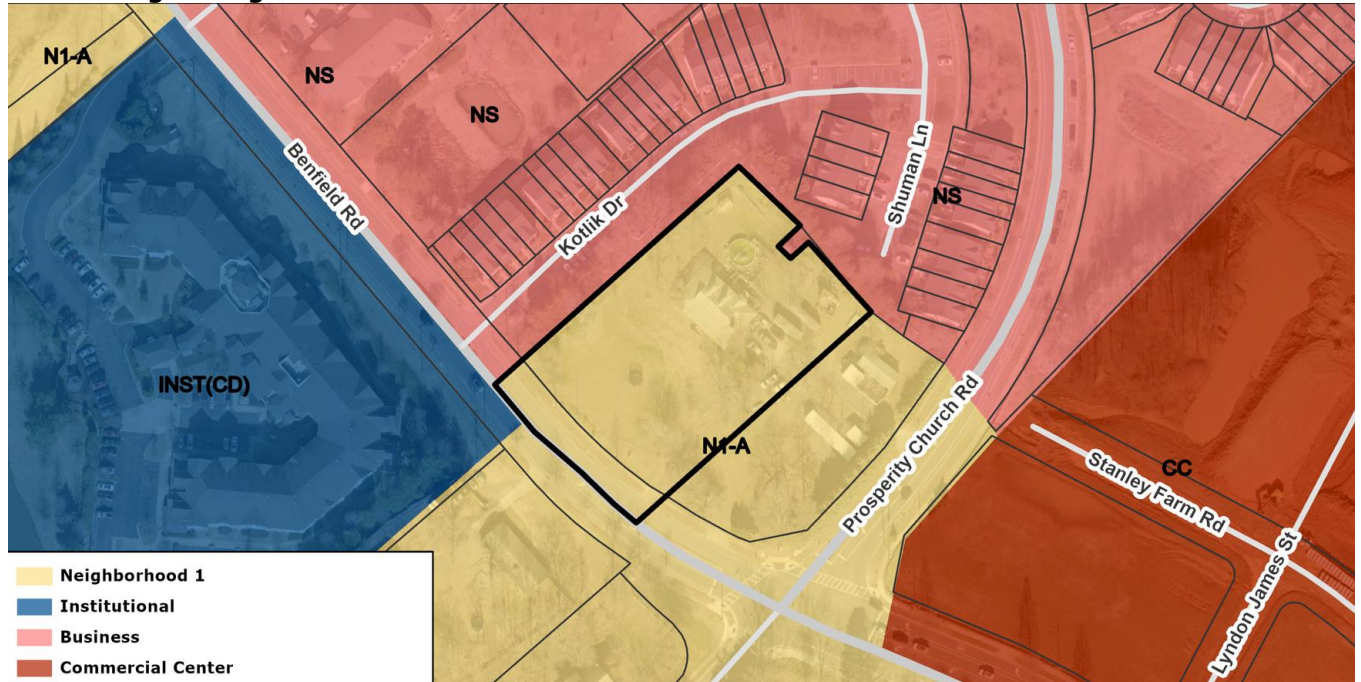 N1-A
NS
NS
Benfield Rd
Kotlik Dr
Shuman Ln
NS
INST(CD)
N1-A
Prosperity Church Rd
CC
Stanley Farm Rd
Lyndon James St
Neighborhood 1
Institutional
Business
Commercial Center